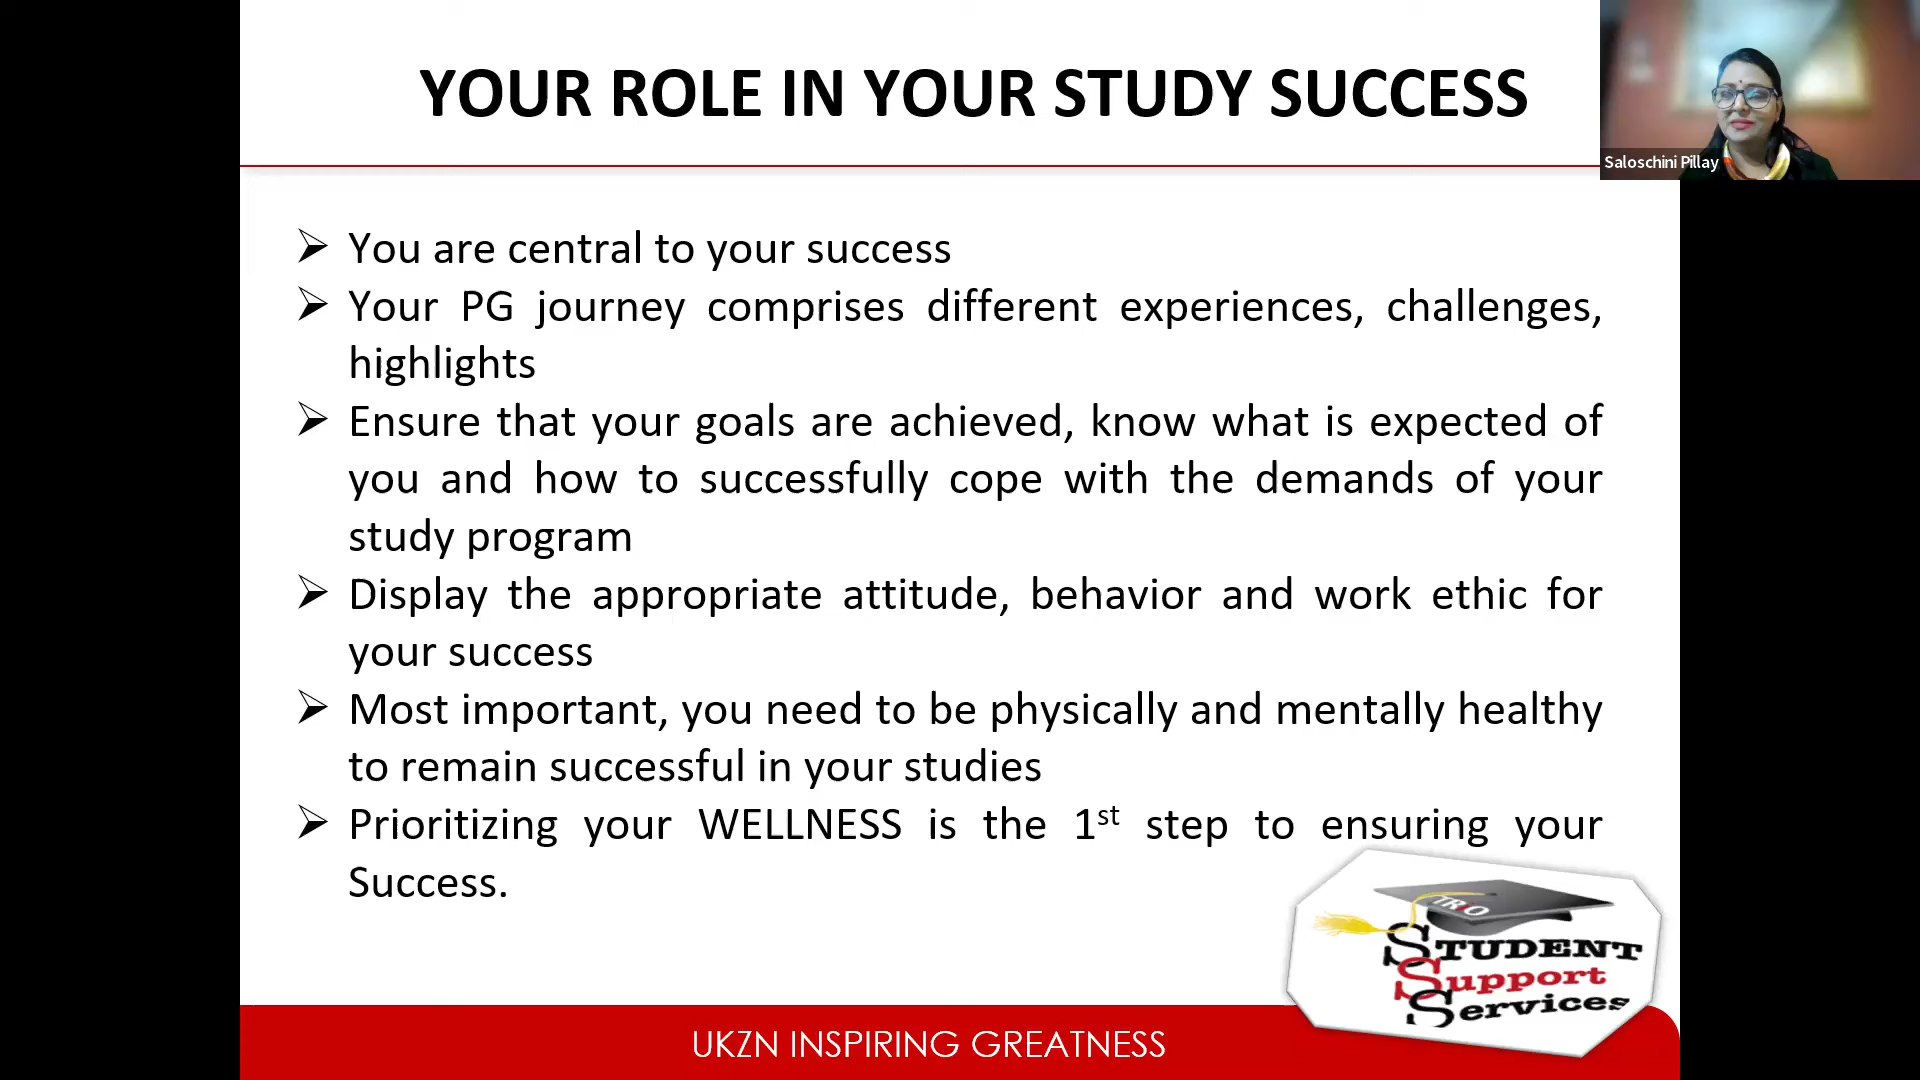 YOUR ROLE IN YOUR STUDY SUCCESS
Saloschini Pillay
➢ You are central to your success
➢ Your PG journey comprises different experiences, challenges,
highlights
➢ Ensure that your goals are achieved, know what is expected of
you and how to successfully cope with the demands of your
study program
➢ Display the appropriate attitude, behavior and work ethic for
your success
➢ Most important, you need to be physically and mentally healthy
to remain successful in your studies
➢ Prioritizing your WELLNESS is the 1st step to ensuring your
Success.
TRiO
STUDENT
Support
Services
UKZN INSPIRING GREATNESS